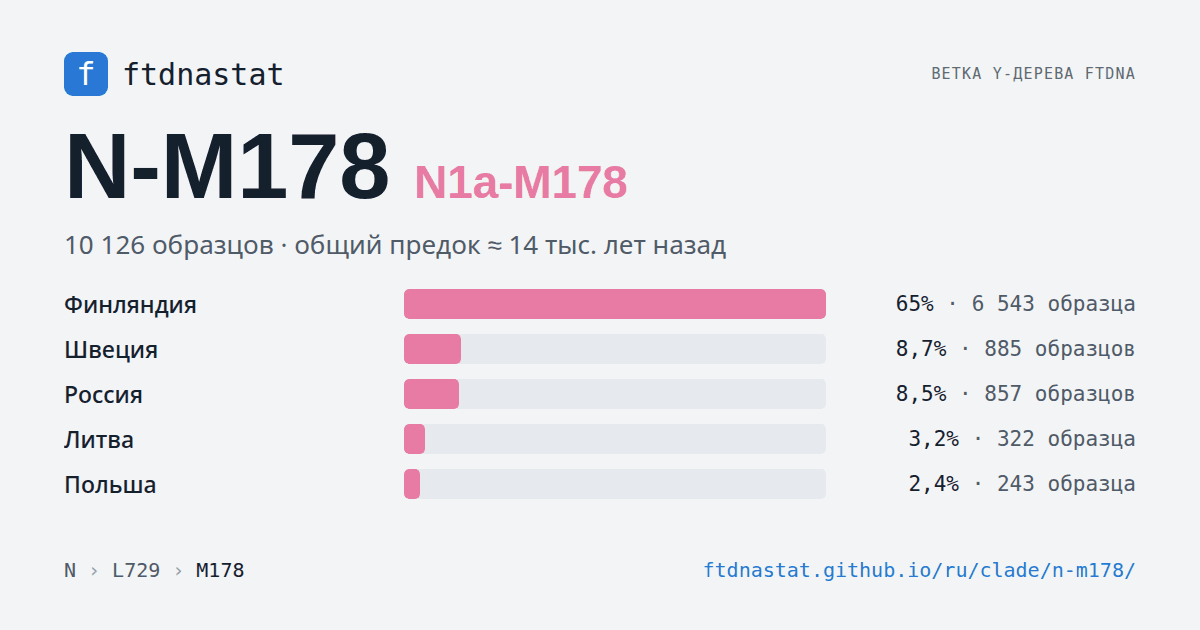 f ftdnastat
ВЕТКА Y-ДЕРЕВА FTDNA
N-M178 N1a-M178
10 126 образцов · общий предок ≈ 14 тыс. лет назад
Финляндия 65% · 6 543 образца
Швеция 8,7% · 885 образцов
Россия 8,5% · 857 образцов
Литва 3,2% · 322 образца
Польша 2,4% · 243 образца
N › L729 › M178
ftdnastat.github.io/ru/clade/n-m178/